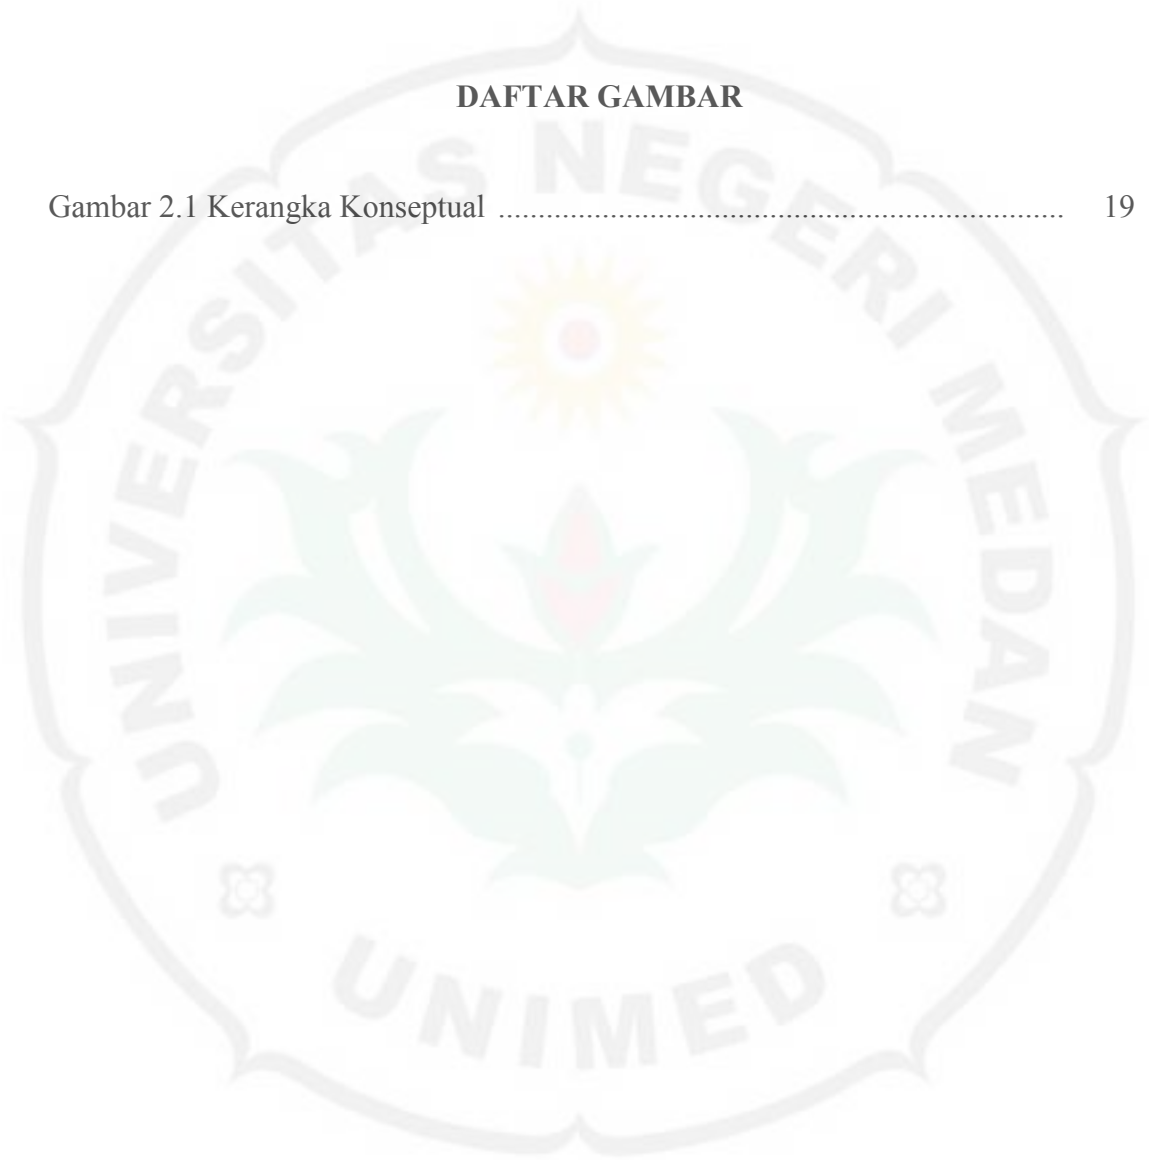 DAFTAR GAMBAR
Gambar 2.1 Kerangka Konseptual ....................................................................... 19
UNIVERSITAS NEGERI MEDAN
UNIMED